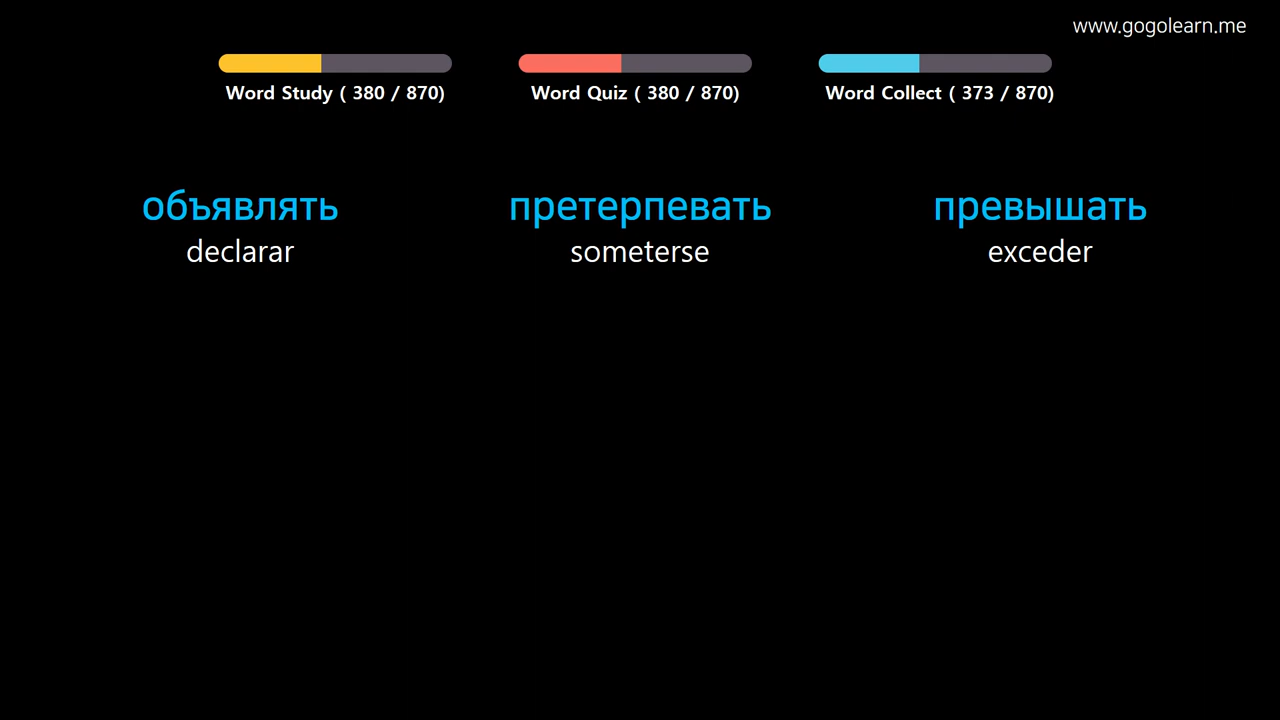 www.gogolearn.me
Word Study ( 380 / 870)
Word Quiz ( 380 / 870)
Word Collect ( 373 / 870)
объявлять
declarar
претерпевать
someterse
превышать
exceder